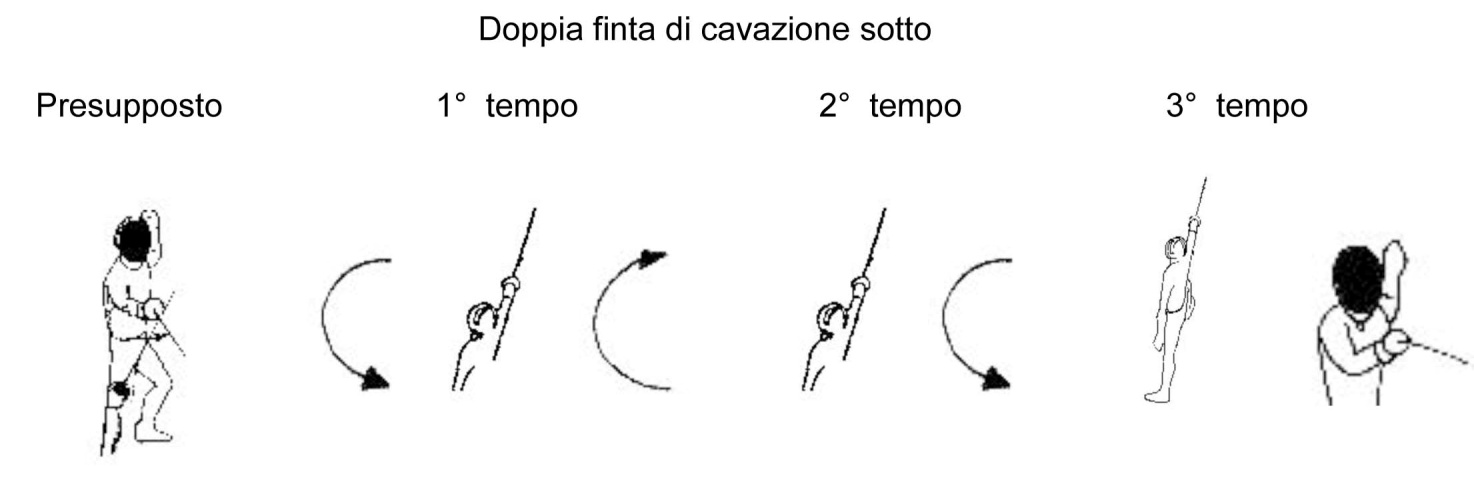 Doppia finta di cavazione sotto
Presupposto 1° tempo 2° tempo 3° tempo